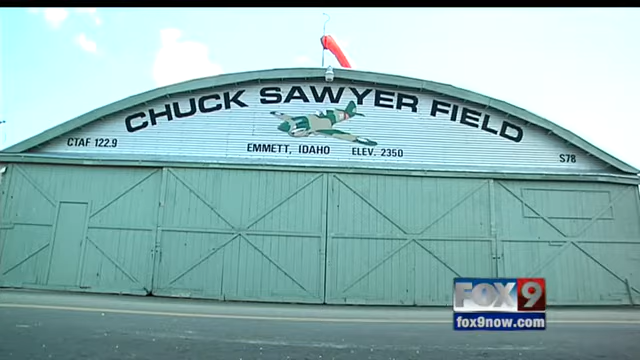 CHUCK SAWYER FIELD
CTAF 122.9
EMMETT, IDAHO ELEV. 2350
S78
FOX 9
fox9now.com